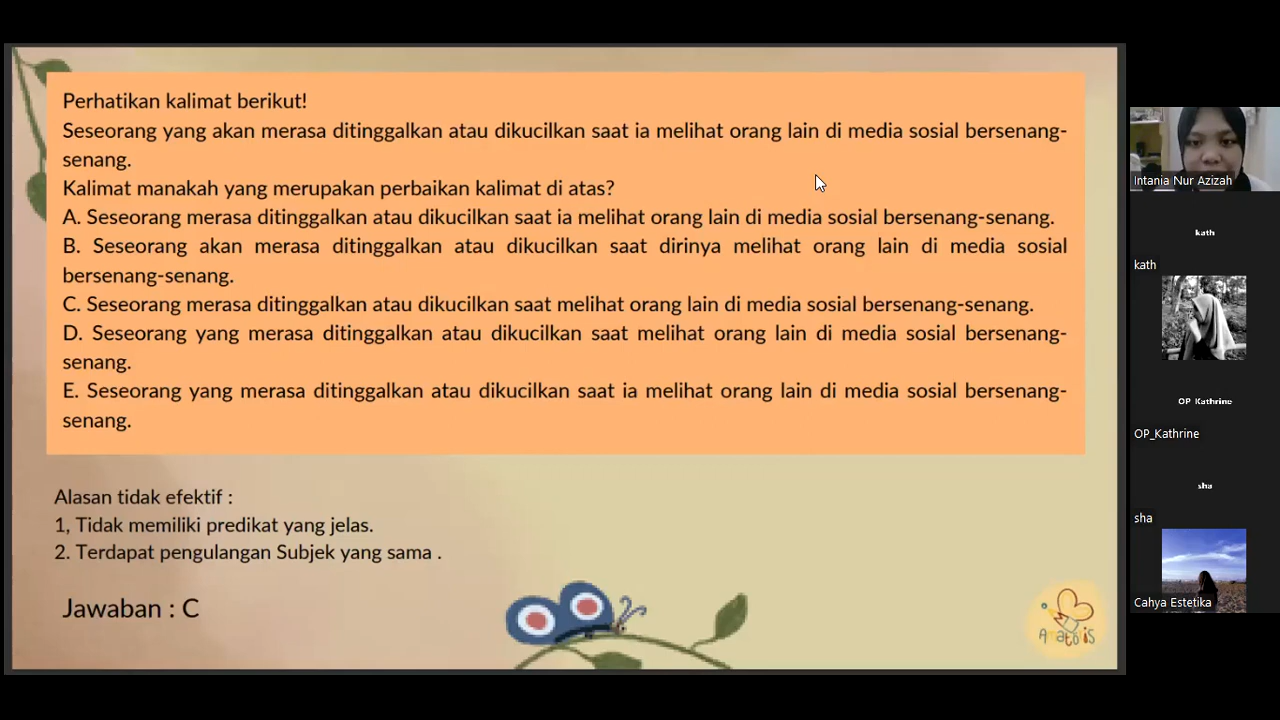 Perhatikan kalimat berikut!
Seseorang yang akan merasa ditinggalkan atau dikucilkan saat ia melihat orang lain di media sosial bersenang-
senang.
Kalimat manakah yang merupakan perbaikan kalimat di atas?
A. Seseorang merasa ditinggalkan atau dikucilkan saat ia melihat orang lain di media sosial bersenang-senang.
B. Seseorang akan merasa ditinggalkan atau dikucilkan saat dirinya melihat orang lain di media sosial
bersenang-senang.
C. Seseorang merasa ditinggalkan atau dikucilkan saat melihat orang lain di media sosial bersenang-senang.
D. Seseorang yang merasa ditinggalkan atau dikucilkan saat melihat orang lain di media sosial bersenang-
senang.
E. Seseorang yang merasa ditinggalkan atau dikucilkan saat ia melihat orang lain di media sosial bersenang-
senang.
Alasan tidak efektif :
1, Tidak memiliki predikat yang jelas.
2. Terdapat pengulangan Subjek yang sama .
Jawaban : C
Intania Nur Azizah
kath
kath
OP_Kathrine
OP_Kathrine
sha
sha
Cahya Estetika